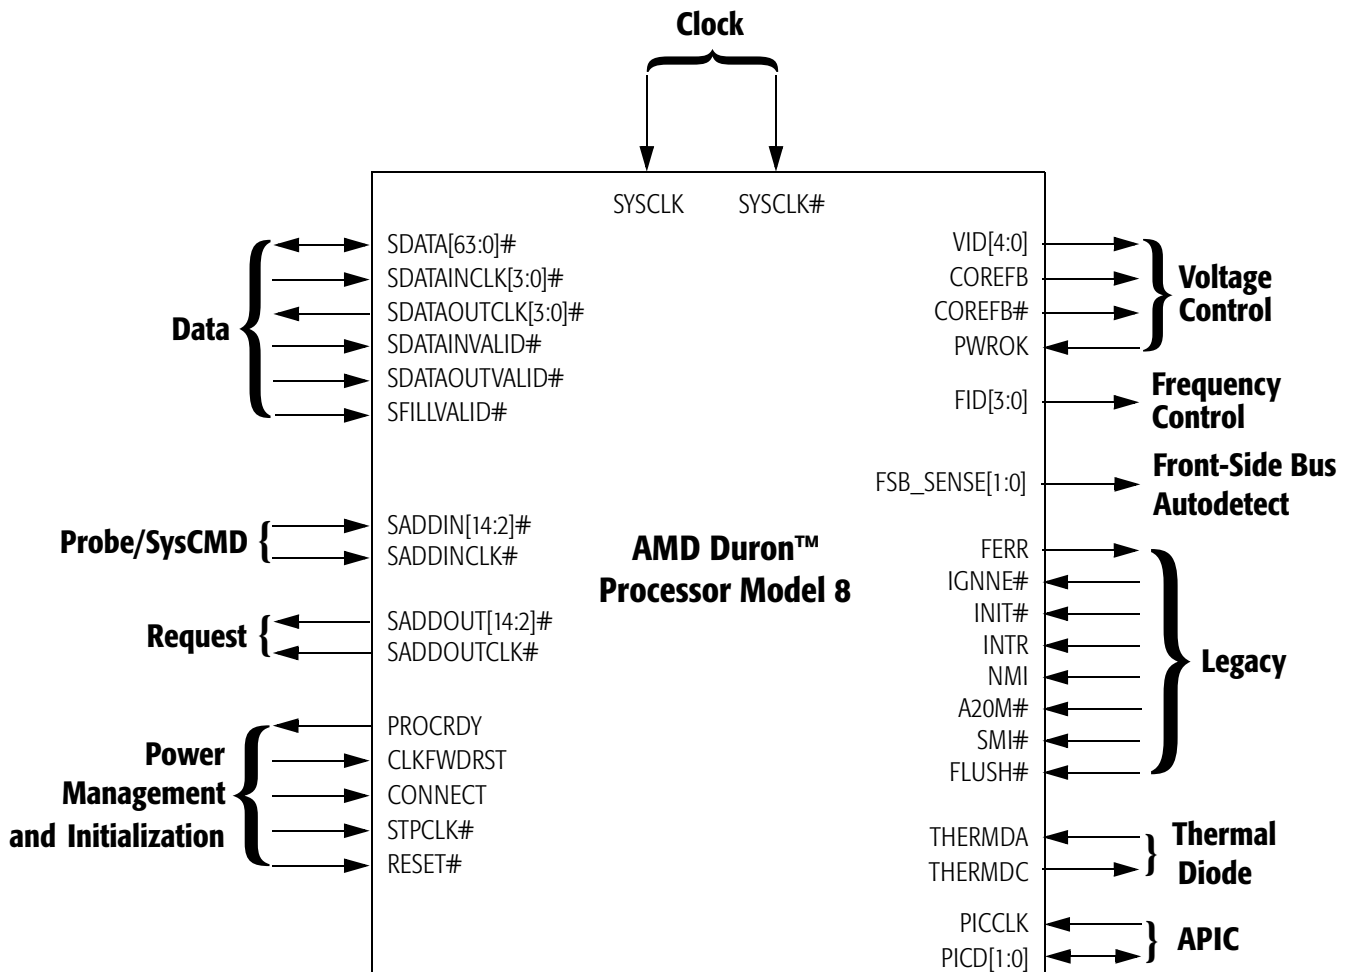 Clock
SYSCLK SYSCLK#
Data
SDATA[63:0]#
SDATAINCLK[3:0]#
SDATAOUTCLK[3:0]#
SDATAINVALID#
SDATAOUTVALID#
SFILLVALID#
Probe/SysCMD
SADDIN[14:2]#
SADDINCLK#
Request
SADDOUT[14:2]#
SADDOUTCLK#
Power
Management
and Initialization
PROCRDY
CLKFWDRST
CONNECT
STPCLK#
RESET#
AMD Duron™
Processor Model 8
VID[4:0]
COREFB
COREFB#
PWROK
Voltage
Control
FID[3:0]
Frequency
Control
FSB_SENSE[1:0]
Front-Side Bus
Autodetect
FERR
IGNNE#
INIT#
INTR
NMI
A20M#
SMI#
FLUSH#
Legacy
THERMDA
THERMDC
Thermal
Diode
PICCLK
PICD[1:0]
APIC